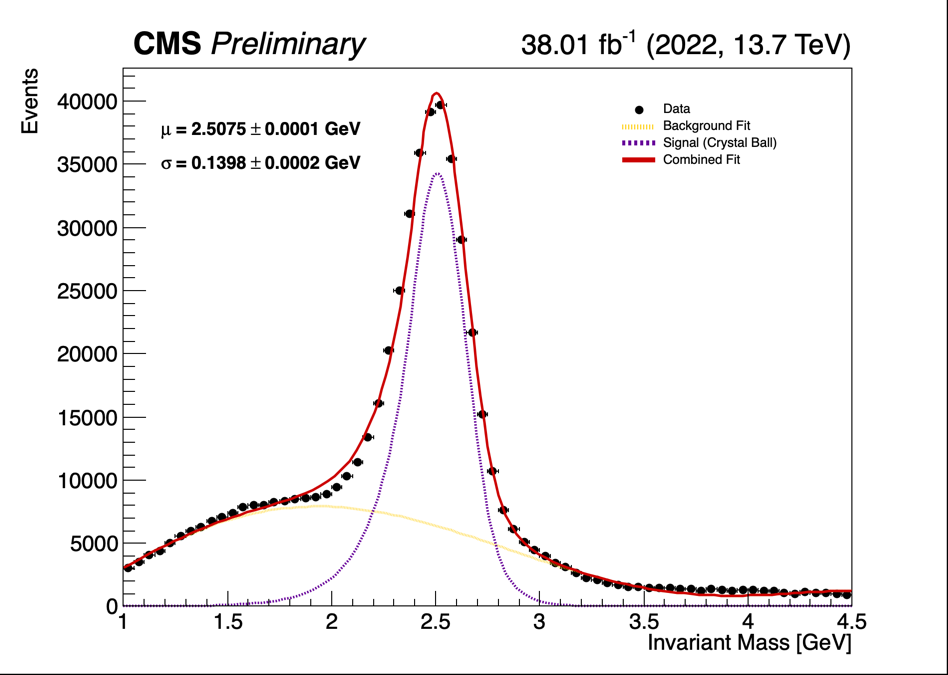 CMS Preliminary 38.01 fb⁻¹ (2022, 13.7 TeV)
Events
40000
35000
30000
25000
20000
15000
10000
5000
0
μ = 2.5075 ± 0.0001 GeV
σ = 0.1398 ± 0.0002 GeV
Data
Background Fit
Signal (Crystal Ball)
Combined Fit
1 1.5 2 2.5 3 3.5 4 4.5
Invariant Mass [GeV]